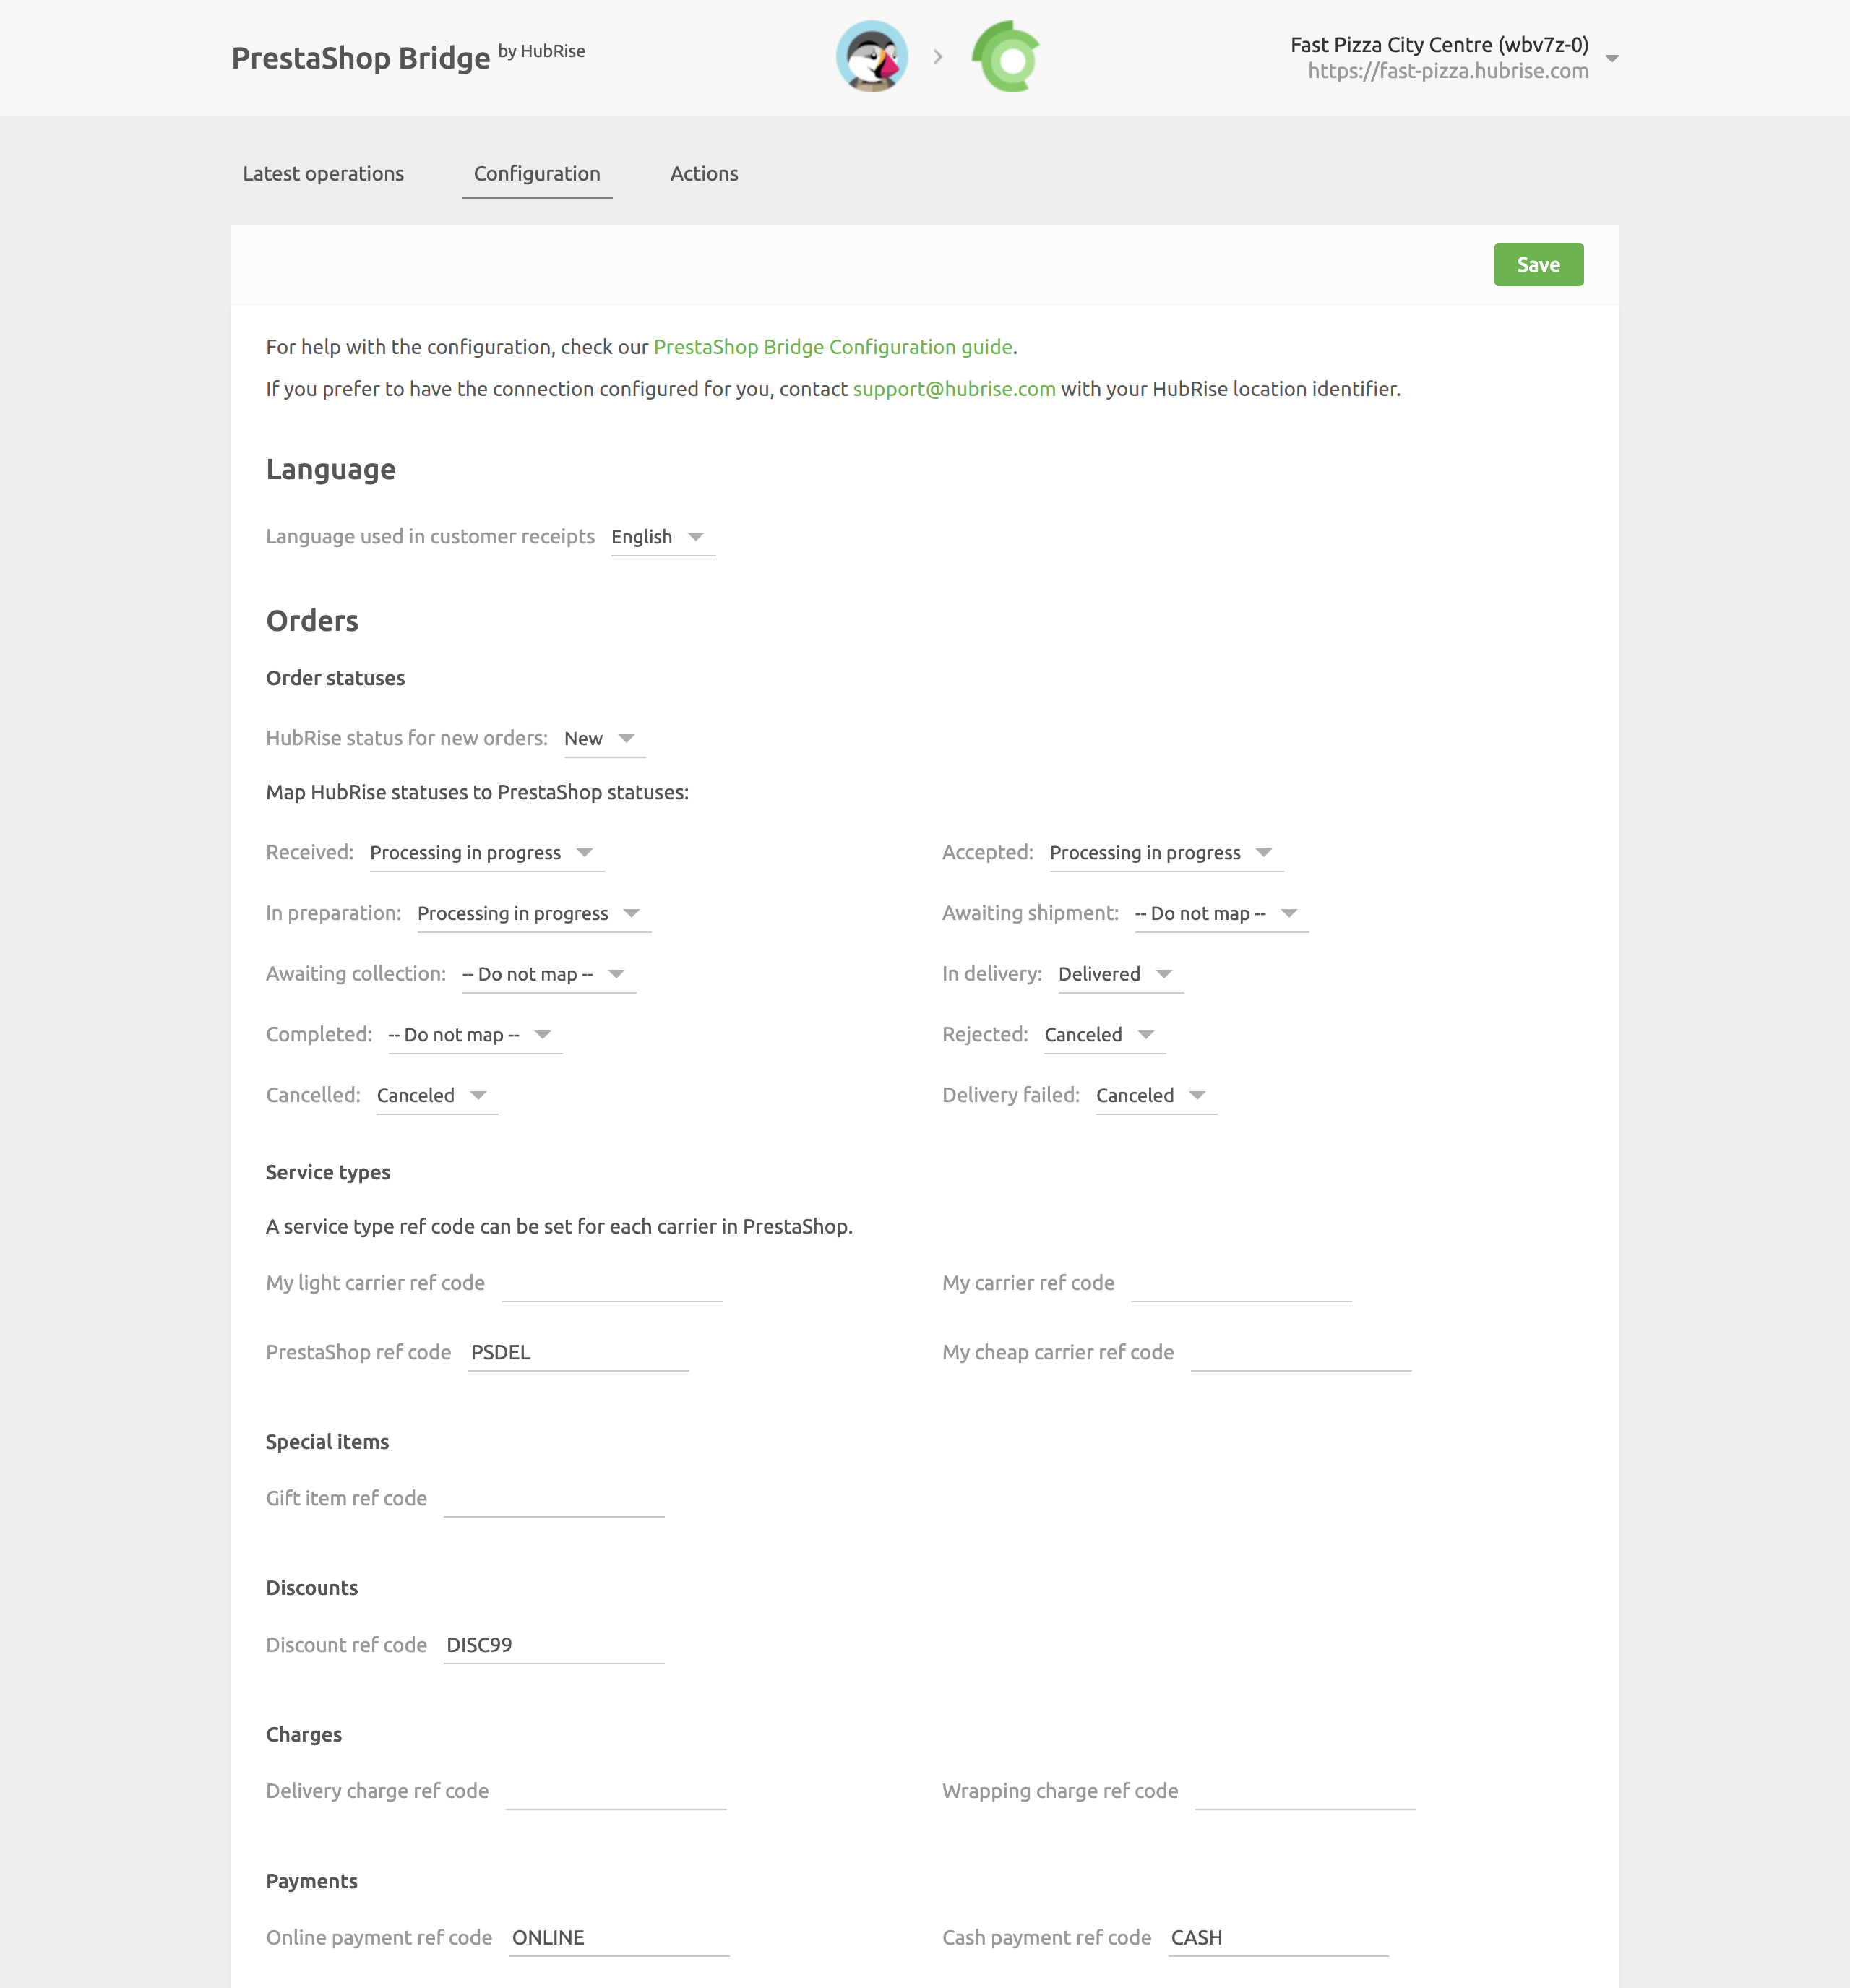 PrestaShop Bridge by HubRise
Fast Pizza City Centre (wbv7z-0)
https://fast-pizza.hubrise.com
Latest operations Configuration Actions
Save
For help with the configuration, check our PrestaShop Bridge Configuration guide.
If you prefer to have the connection configured for you, contact support@hubrise.com with your HubRise location identifier.
Language
Language used in customer receipts English
Orders
Order statuses
HubRise status for new orders: New
Map HubRise statuses to PrestaShop statuses:
Received: Processing in progress Accepted: Processing in progress
In preparation: Processing in progress Awaiting shipment: -- Do not map --
Awaiting collection: -- Do not map -- In delivery: Delivered
Completed: -- Do not map -- Rejected: Canceled
Cancelled: Canceled Delivery failed: Canceled
Service types
A service type ref code can be set for each carrier in PrestaShop.
My light carrier ref code My carrier ref code
PrestaShop ref code PSDEL My cheap carrier ref code
Special items
Gift item ref code
Discounts
Discount ref code DISC99
Charges
Delivery charge ref code Wrapping charge ref code
Payments
Online payment ref code ONLINE Cash payment ref code CASH